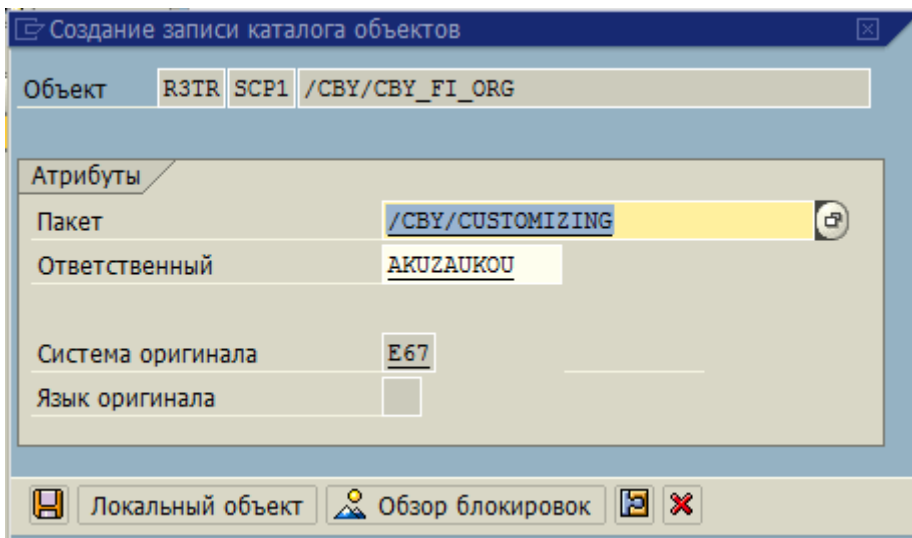 Создание записи каталога объектов
Объект R3TR SCP1 /CBY/CBY_FI_ORG
Атрибуты
Пакет /CBY/CUSTOMIZING
Ответственный AKUZAUKOU
Система оригинала E67
Язык оригинала
Локальный объект Обзор блокировок